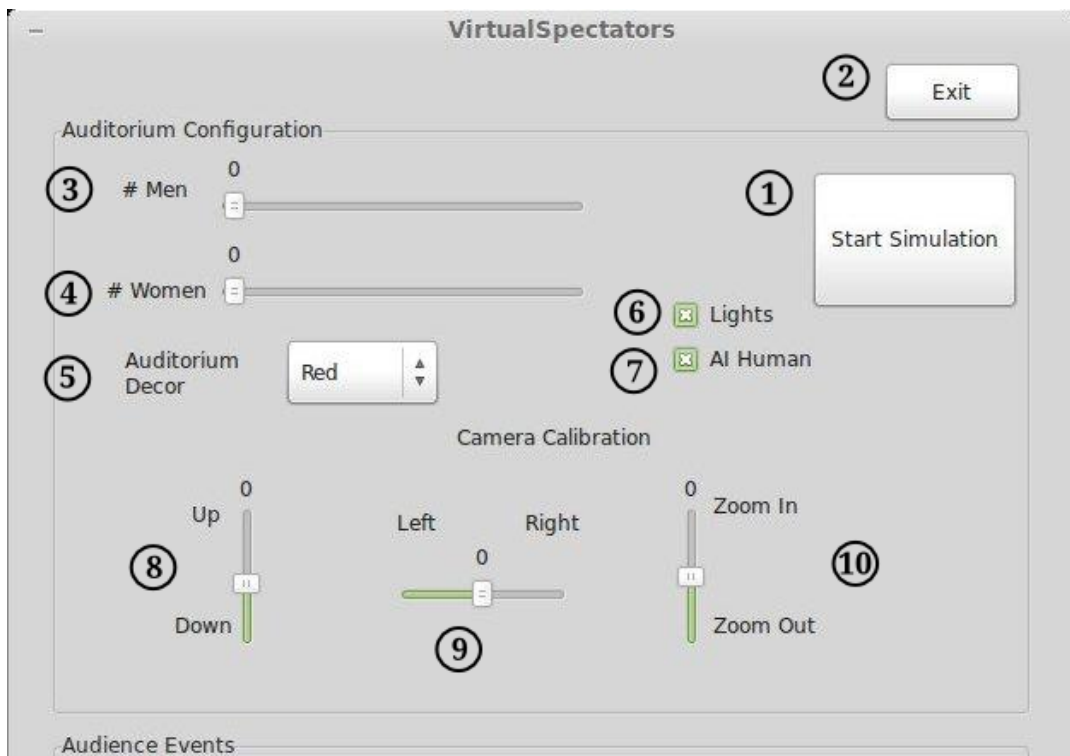 VirtualSpectators
2
Exit
Auditorium Configuration
0
3
# Men
1
Start Simulation
0
4
# Women
6
Lights
5
Auditorium
Decor
Red
7
AI Human
Camera Calibration
0
Up
8
Down
Left
Right
0
9
0
Zoom In
10
Zoom Out
Audience Events